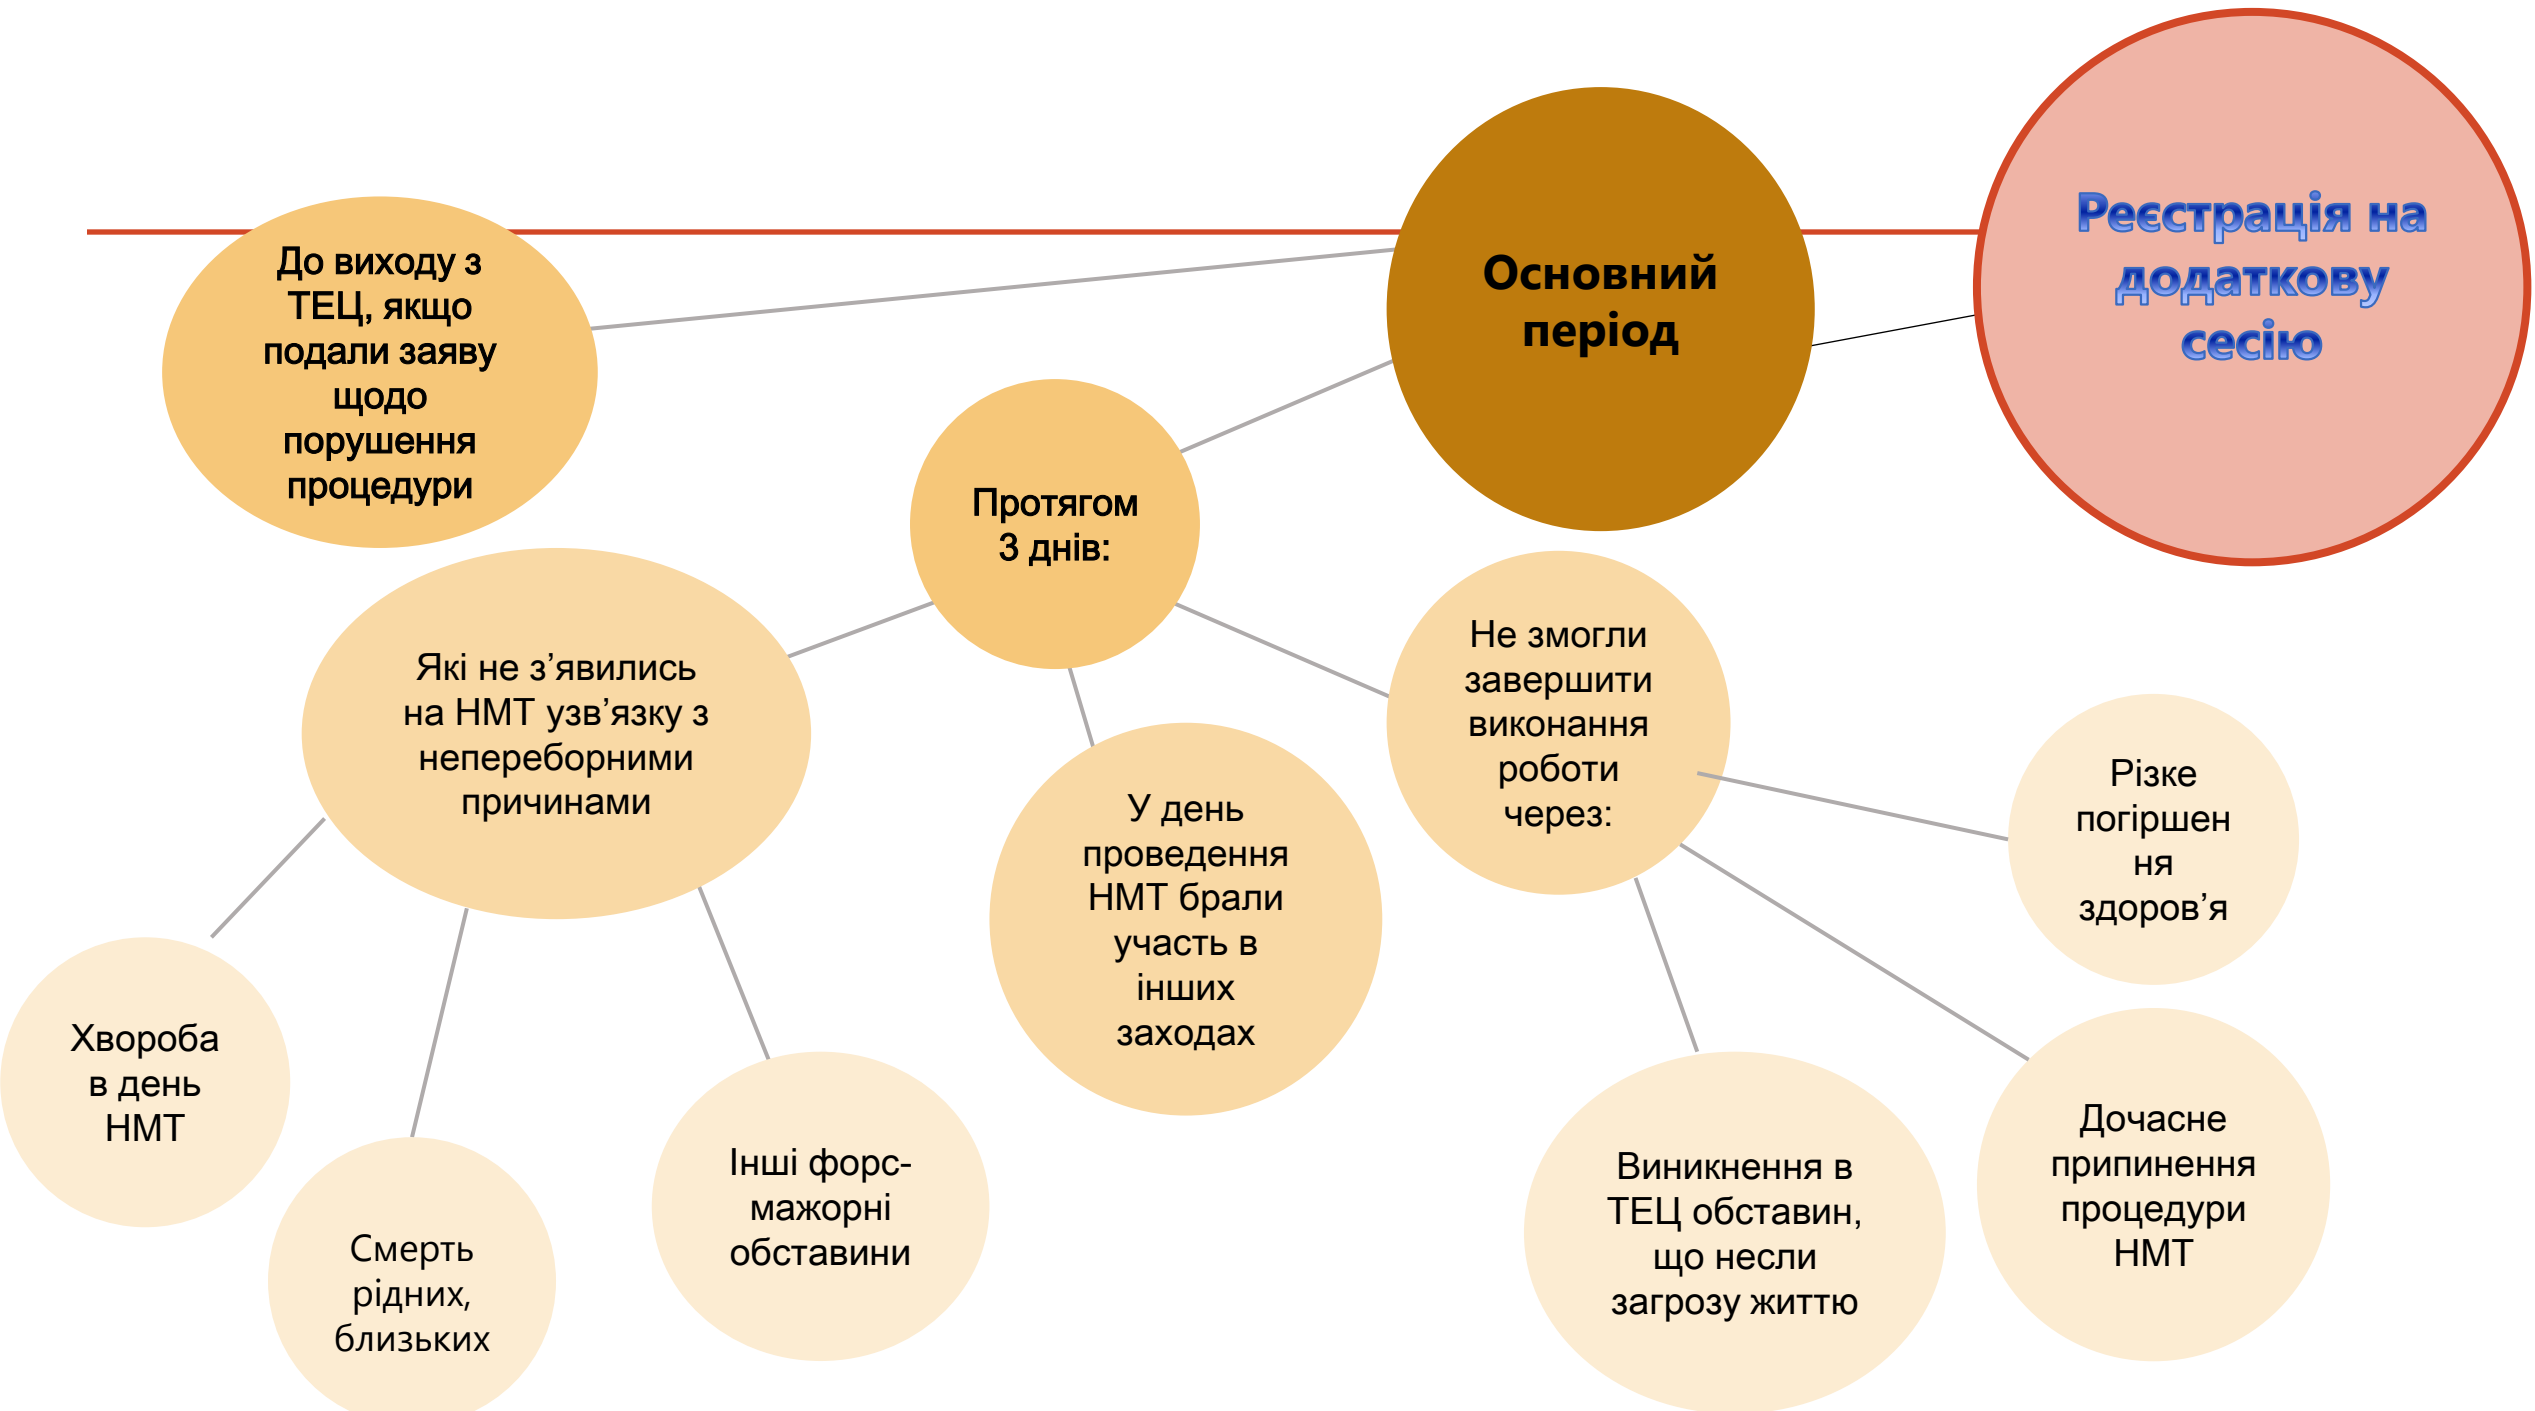 Реєстрація на
додаткову
сесію
Основний
період
До виходу з
ТЕЦ, якщо
подали заяву
щодо
порушення
процедури
Протягом
3 днів:
Які не з’явились
на НМТ узв’язку з
непереборними
причинами
У день
проведення
НМТ брали
участь в
інших
заходах
Не змогли
завершити
виконання
роботи
через:
Різке
погіршен
ня
здоров’я
Хвороба
в день
НМТ
Смерть
рідних,
близьких
Інші форс-
мажорні
обставини
Виникнення в
ТЕЦ обставин,
що несли
загрозу життю
Дочасне
припинення
процедури
НМТ